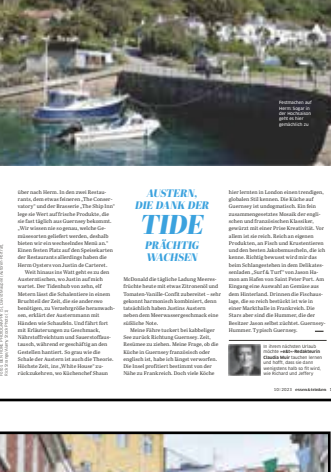 Festmachen auf
Herm: Sogar in
der Hochsaison
geht es hier
gemächlich zu
über nach Herm. In den zwei Restau-
rants, dem etwas feineren „The Conser-
vatory“ und der Brasserie „The Ship Inn“
lege sie Wert auf frische Produkte, die
sie fast täglich aus Guernsey bekommt.
„Wir wissen nie so genau, welche Ge-
müsesorten geliefert werden, deshalb
bieten wir ein wechselndes Menü an.“
Einen festen Platz auf den Speisekarten
der Restaurants allerdings haben die
Herm Oysters von Justin de Carteret.
Weit hinaus ins Watt geht es zu den
Austerntischen, wo Justin auf mich
wartet. Der Tidenhub von zehn, elf
Metern lässt die Schalentiere in einem
Bruchteil der Zeit, die sie anderswo
benötigen, zu Verzehrgröße heranwach-
sen, erklärt der Austernmann mit
Händen wie Schaufeln. Und füllt fort
mit Erläuterungen zu Geschmack,
Nährstoffreichtum und Sauerstoffaus-
tausch, während er geschäftig an den
Gestellen hantiert. So grau wie die
Schale der Austern ist auch die Theorie.
Höchste Zeit, ins „White House“ zu-
rückzukehren, wo Küchenchef Shaun
AUSTERN,
DIE DANK DER
TIDE
PRÄCHTIG
WACHSEN
McDonald die tägliche Ladung Meeres-
früchte heute mit etwas Zitronenöl und
Tomaten-Vanille-Confit zubereitet – sehr
gekonnt harmonisch kombiniert, denn
tatsächlich haben Justins Austern
neben dem Meerwassergeschmack eine
süßliche Note.
Meine Fähre tuckert bei kabbeliger
See zurück Richtung Guernsey. Zeit,
Resümee zu ziehen. Meine Frage, ob die
Küche in Guernsey französisch oder
englisch ist, habe ich längst verworfen.
Die Insel profitiert bestimmt von der
Nähe zu Frankreich. Doch viele Köche
hier lernten in London einen trendigen,
globalen Stil kennen. Die Küche auf
Guernsey ist undogmatisch. Ein fein
zusammengesetztes Mosaik der engli-
schen und französischen Klassiker,
gewürzt mit einer Prise Kreativität. Vor
allem ist sie reich. Reich an eigenen
Produkten, an Fisch und Krustentieren
und den besten Jakobsmuscheln, die ich
kenne. Richtig bewusst wird mir das
beim Schlangestehen in dem Delikates-
senladen „Surf & Turf“ von Jason Ha-
mon am Hafen von Saint Peter Port. Am
Eingang eine Auswahl an Gemüse aus
dem Hinterland. Drinnen die Fischaus-
lage, die so reich bestückt ist wie in
einer Markthalle in Frankreich. Die
Stars aber sind die Hummer, die der
Besitzer Jason selbst züchtet. Guernsey-
Hummer. Typisch Guernsey.
In ihrem nächsten Urlaub
möchte »e&t«-Redakteurin
Claudia Muir tauchen lernen
und hofft, dass sie dann
wenigstens halb so fit wird,
wie Richard und Jeffery